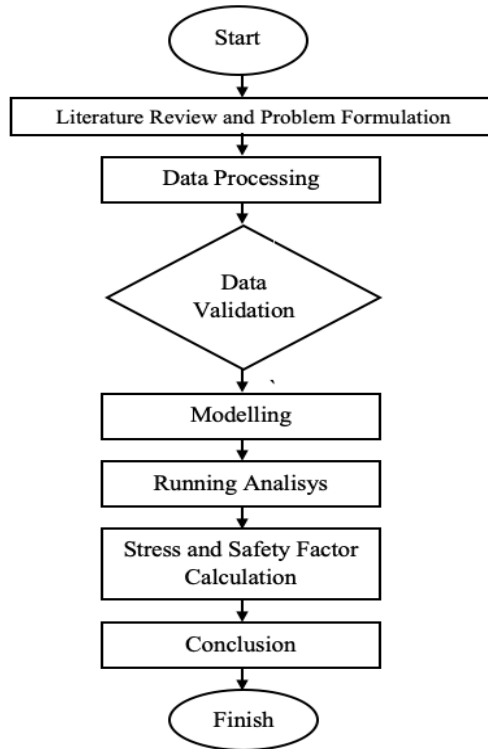 Start
Literature Review and Problem Formulation
Data Processing
Data
Validation
Modelling
Running Analisys
Stress and Safety Factor
Calculation
Conclusion
Finish